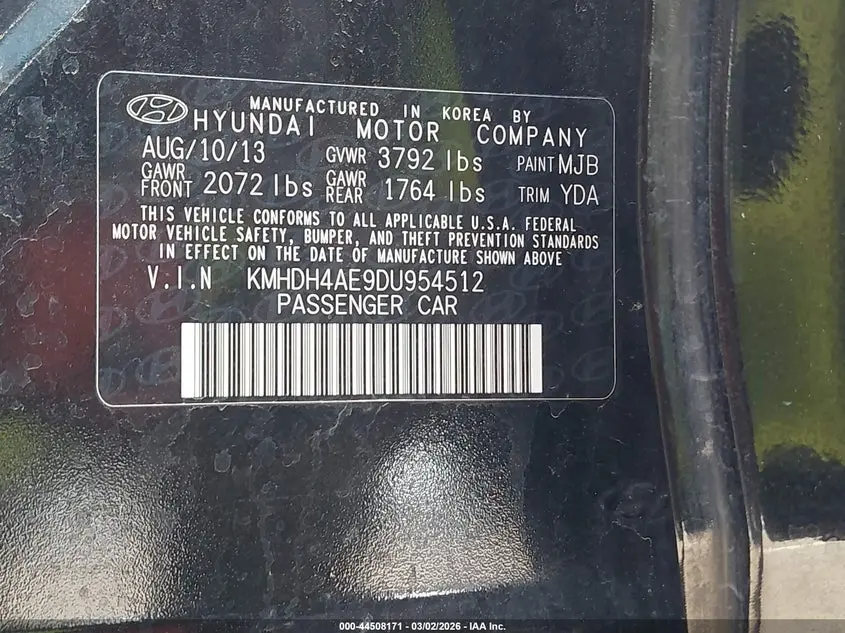 MANUFACTURED IN KOREA BY
HYUNDAI MOTOR COMPANY
AUG/10/13 GVWR 3792 lbs PAINT MJB
GAWR FRONT 2072 lbs GAWR REAR 1764 lbs TRIM YDA
THIS VEHICLE CONFORMS TO ALL APPLICABLE U.S.A. FEDERAL
MOTOR VEHICLE SAFETY, BUMPER, AND THEFT PREVENTION STANDARDS
IN EFFECT ON THE DATE OF MANUFACTURE SHOWN ABOVE
V.I.N KMHDH4AE9DU954512
PASSENGER CAR
000-44508171 - 03/02/2026 - IAA Inc.